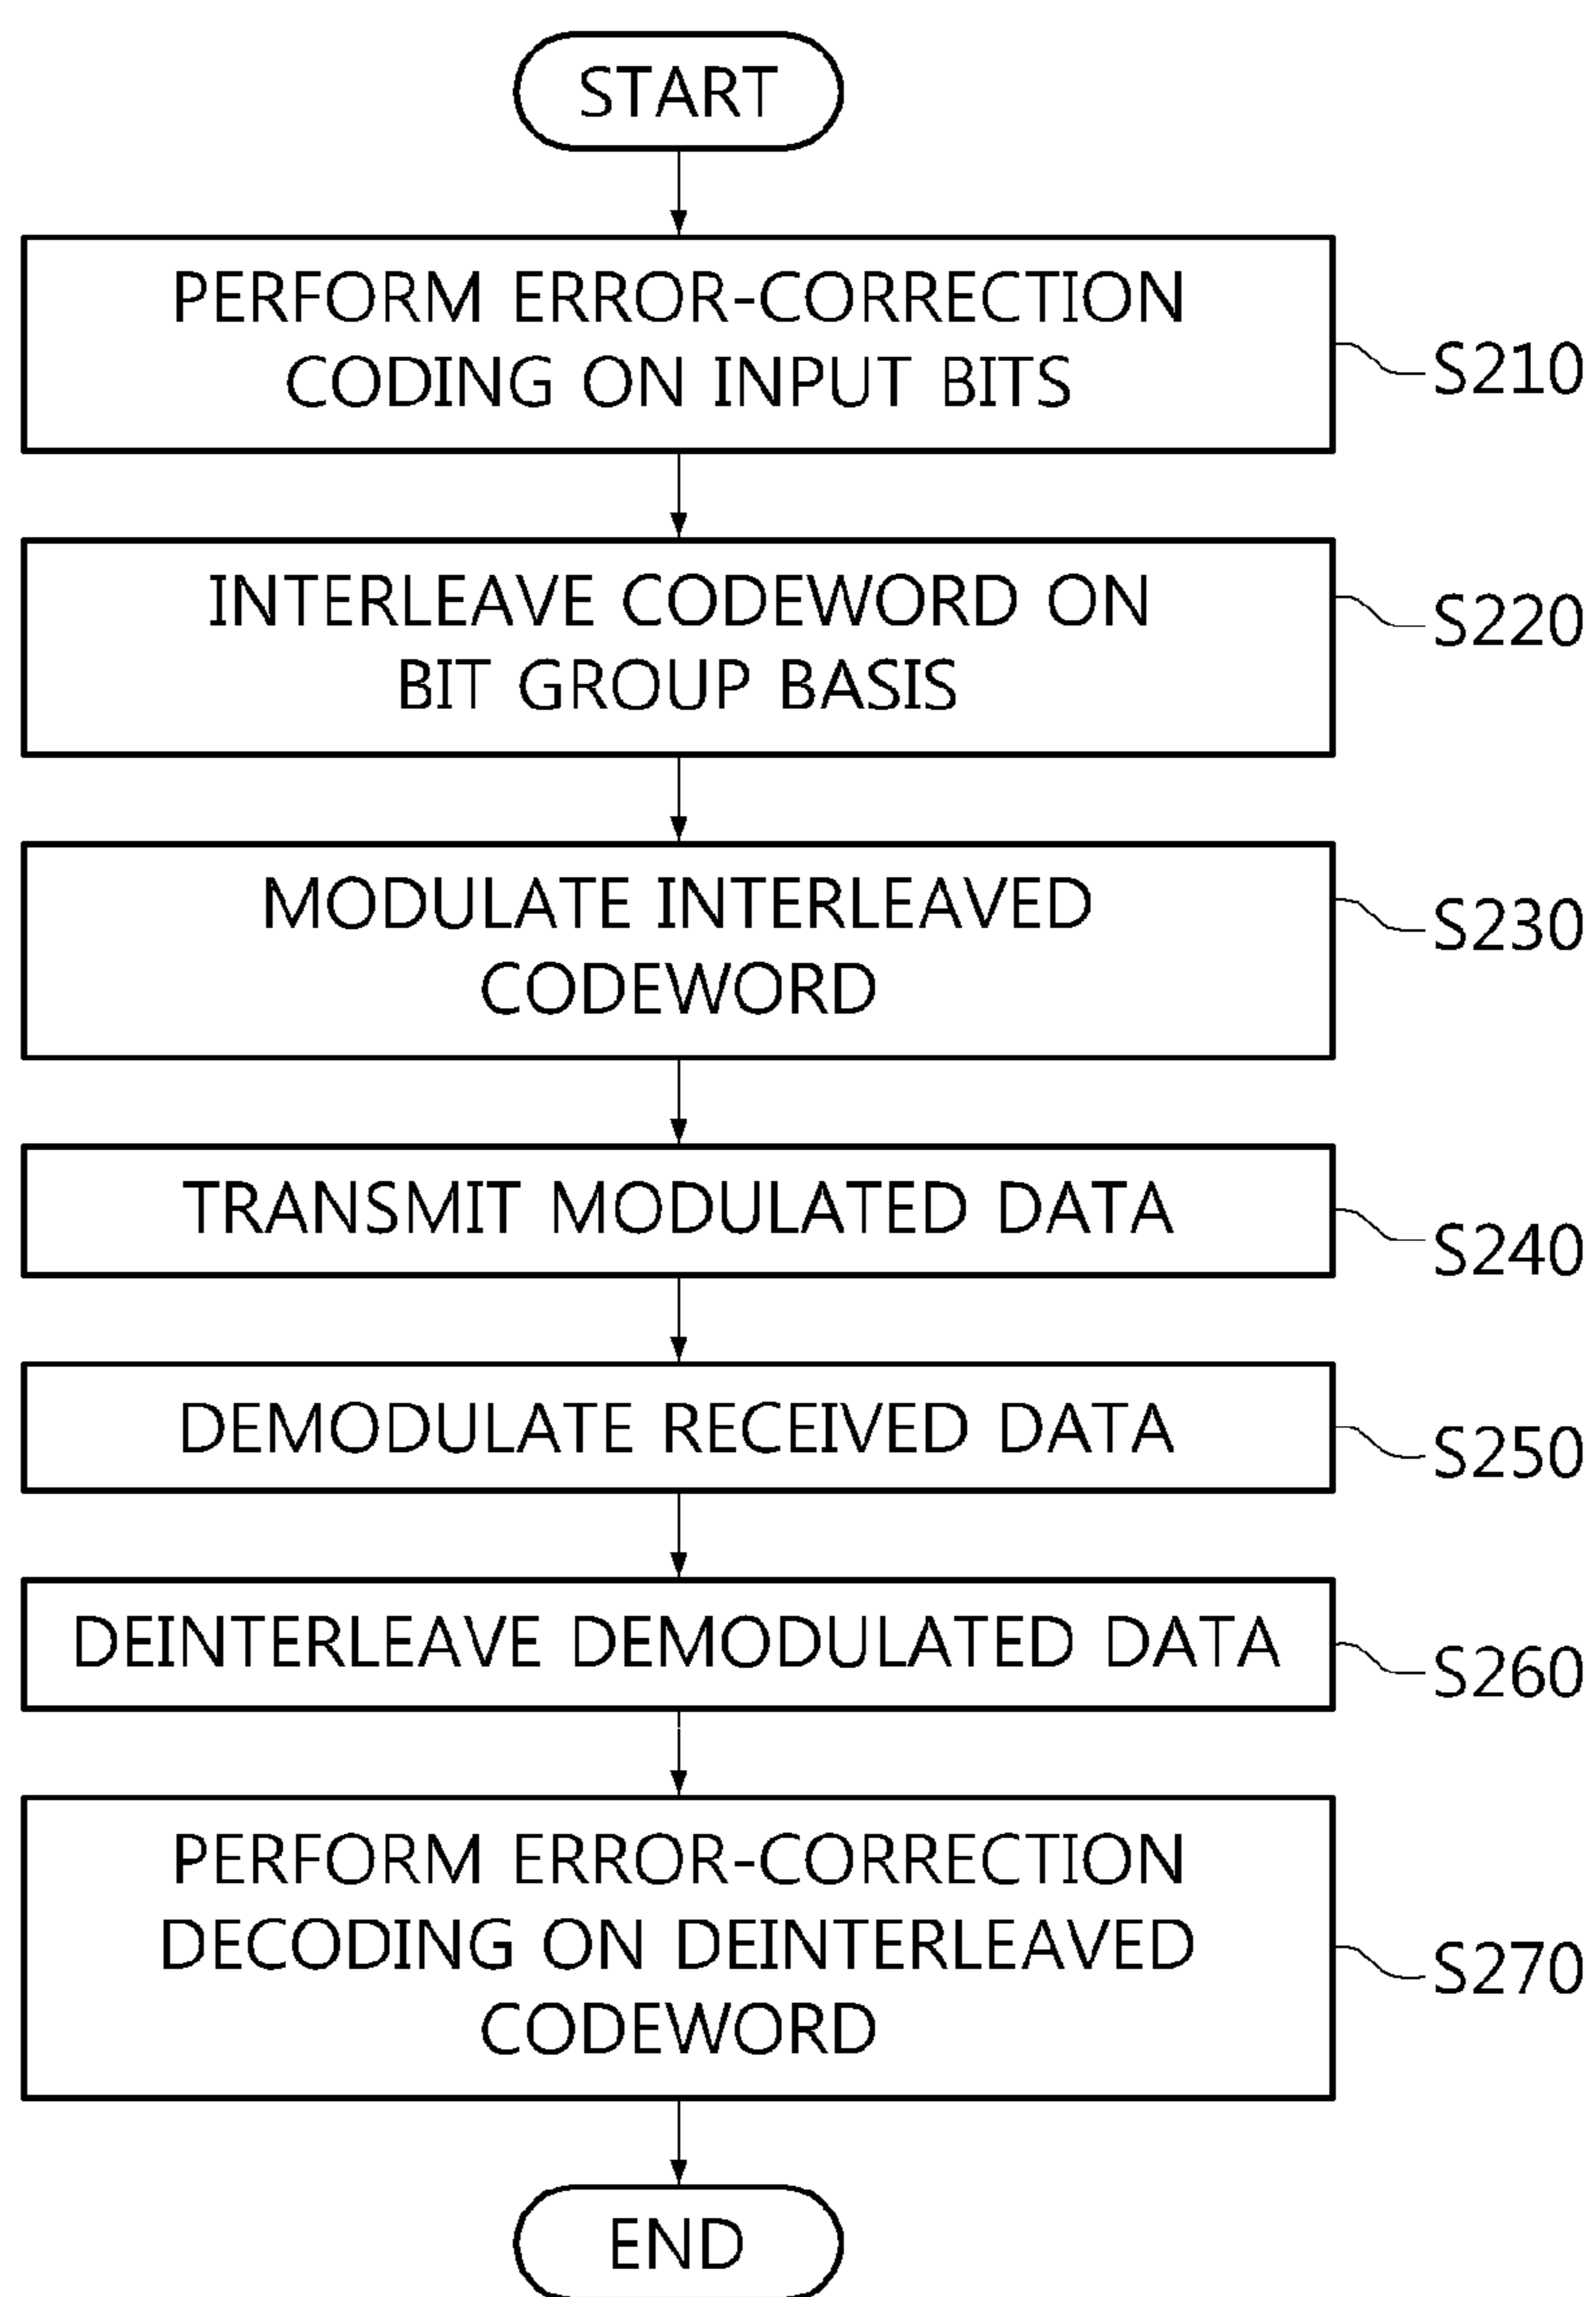 START
PERFORM ERROR-CORRECTION
CODING ON INPUT BITS
S210
INTERLEAVE CODEWORD ON
BIT GROUP BASIS
S220
MODULATE INTERLEAVED
CODEWORD
S230
TRANSMIT MODULATED DATA
S240
DEMODULATE RECEIVED DATA
S250
DEINTERLEAVE DEMODULATED DATA
S260
PERFORM ERROR-CORRECTION
DECODING ON DEINTERLEAVED
CODEWORD
S270
END